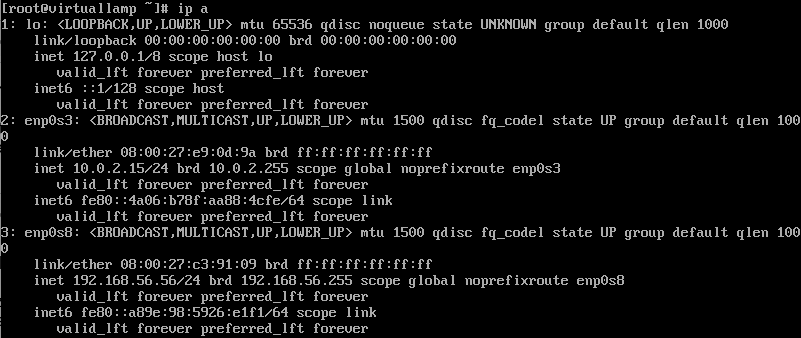 [root@virtuallamp ~]# ip a
1: lo: <LOOPBACK,UP,LOWER_UP> mtu 65536 qdisc noqueue state UNKNOWN group default qlen 1000
    link/loopback 00:00:00:00:00:00 brd 00:00:00:00:00:00
    inet 127.0.0.1/8 scope host lo
       valid_lft forever preferred_lft forever
    inet6 ::1/128 scope host
       valid_lft forever preferred_lft forever
2: enp0s3: <BROADCAST,MULTICAST,UP,LOWER_UP> mtu 1500 qdisc fq_codel state UP group default qlen 100
0
    link/ether 08:00:27:e9:0d:9a brd ff:ff:ff:ff:ff:ff
    inet 10.0.2.15/24 brd 10.0.2.255 scope global noprefixroute enp0s3
       valid_lft forever preferred_lft forever
    inet6 fe80::4a06:b78f:aa88:4cfe/64 scope link
       valid_lft forever preferred_lft forever
3: enp0s8: <BROADCAST,MULTICAST,UP,LOWER_UP> mtu 1500 qdisc fq_codel state UP group default qlen 100
0
    link/ether 08:00:27:c3:91:09 brd ff:ff:ff:ff:ff:ff
    inet 192.168.56.56/24 brd 192.168.56.255 scope global noprefixroute enp0s8
       valid_lft forever preferred_lft forever
    inet6 fe80::a89e:98:5926:e1f1/64 scope link
       valid_lft forever preferred_lft forever